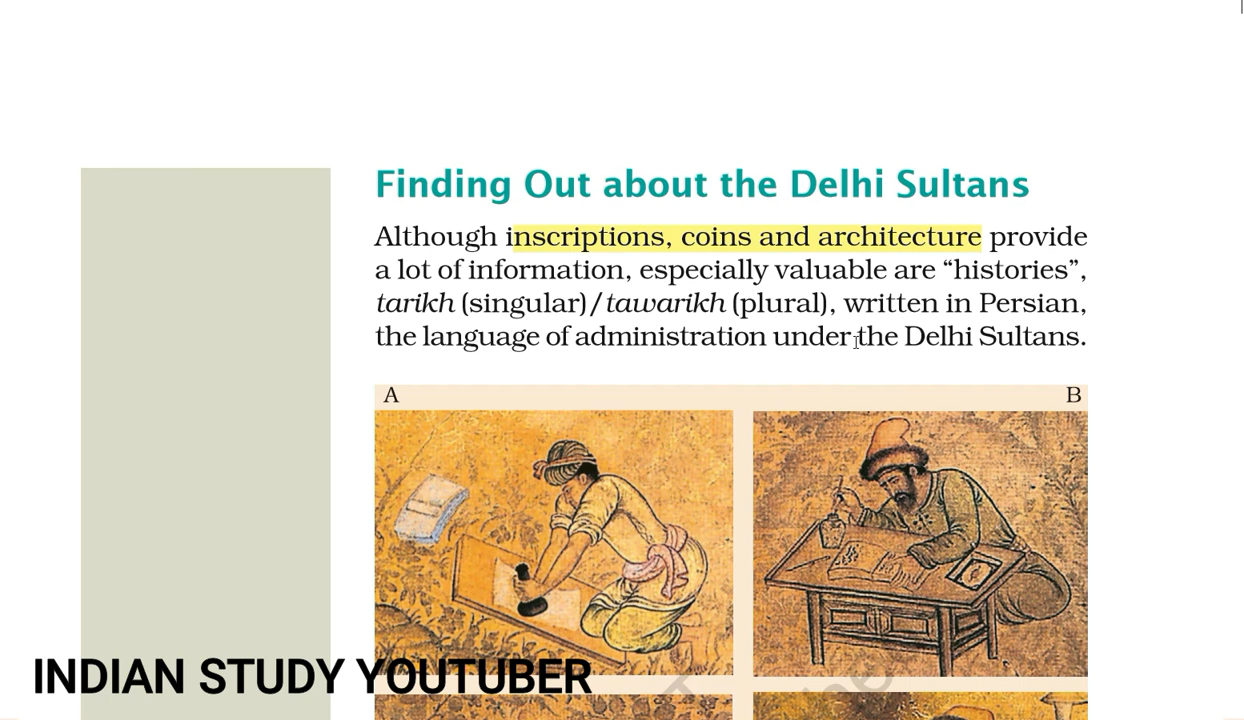 Finding Out about the Delhi Sultans
Although inscriptions, coins and architecture provide
a lot of information, especially valuable are “histories”,
tarikh (singular)/tawarikh (plural), written in Persian,
the language of administration under the Delhi Sultans.
A
B
INDIAN STUDY YOUTUBER